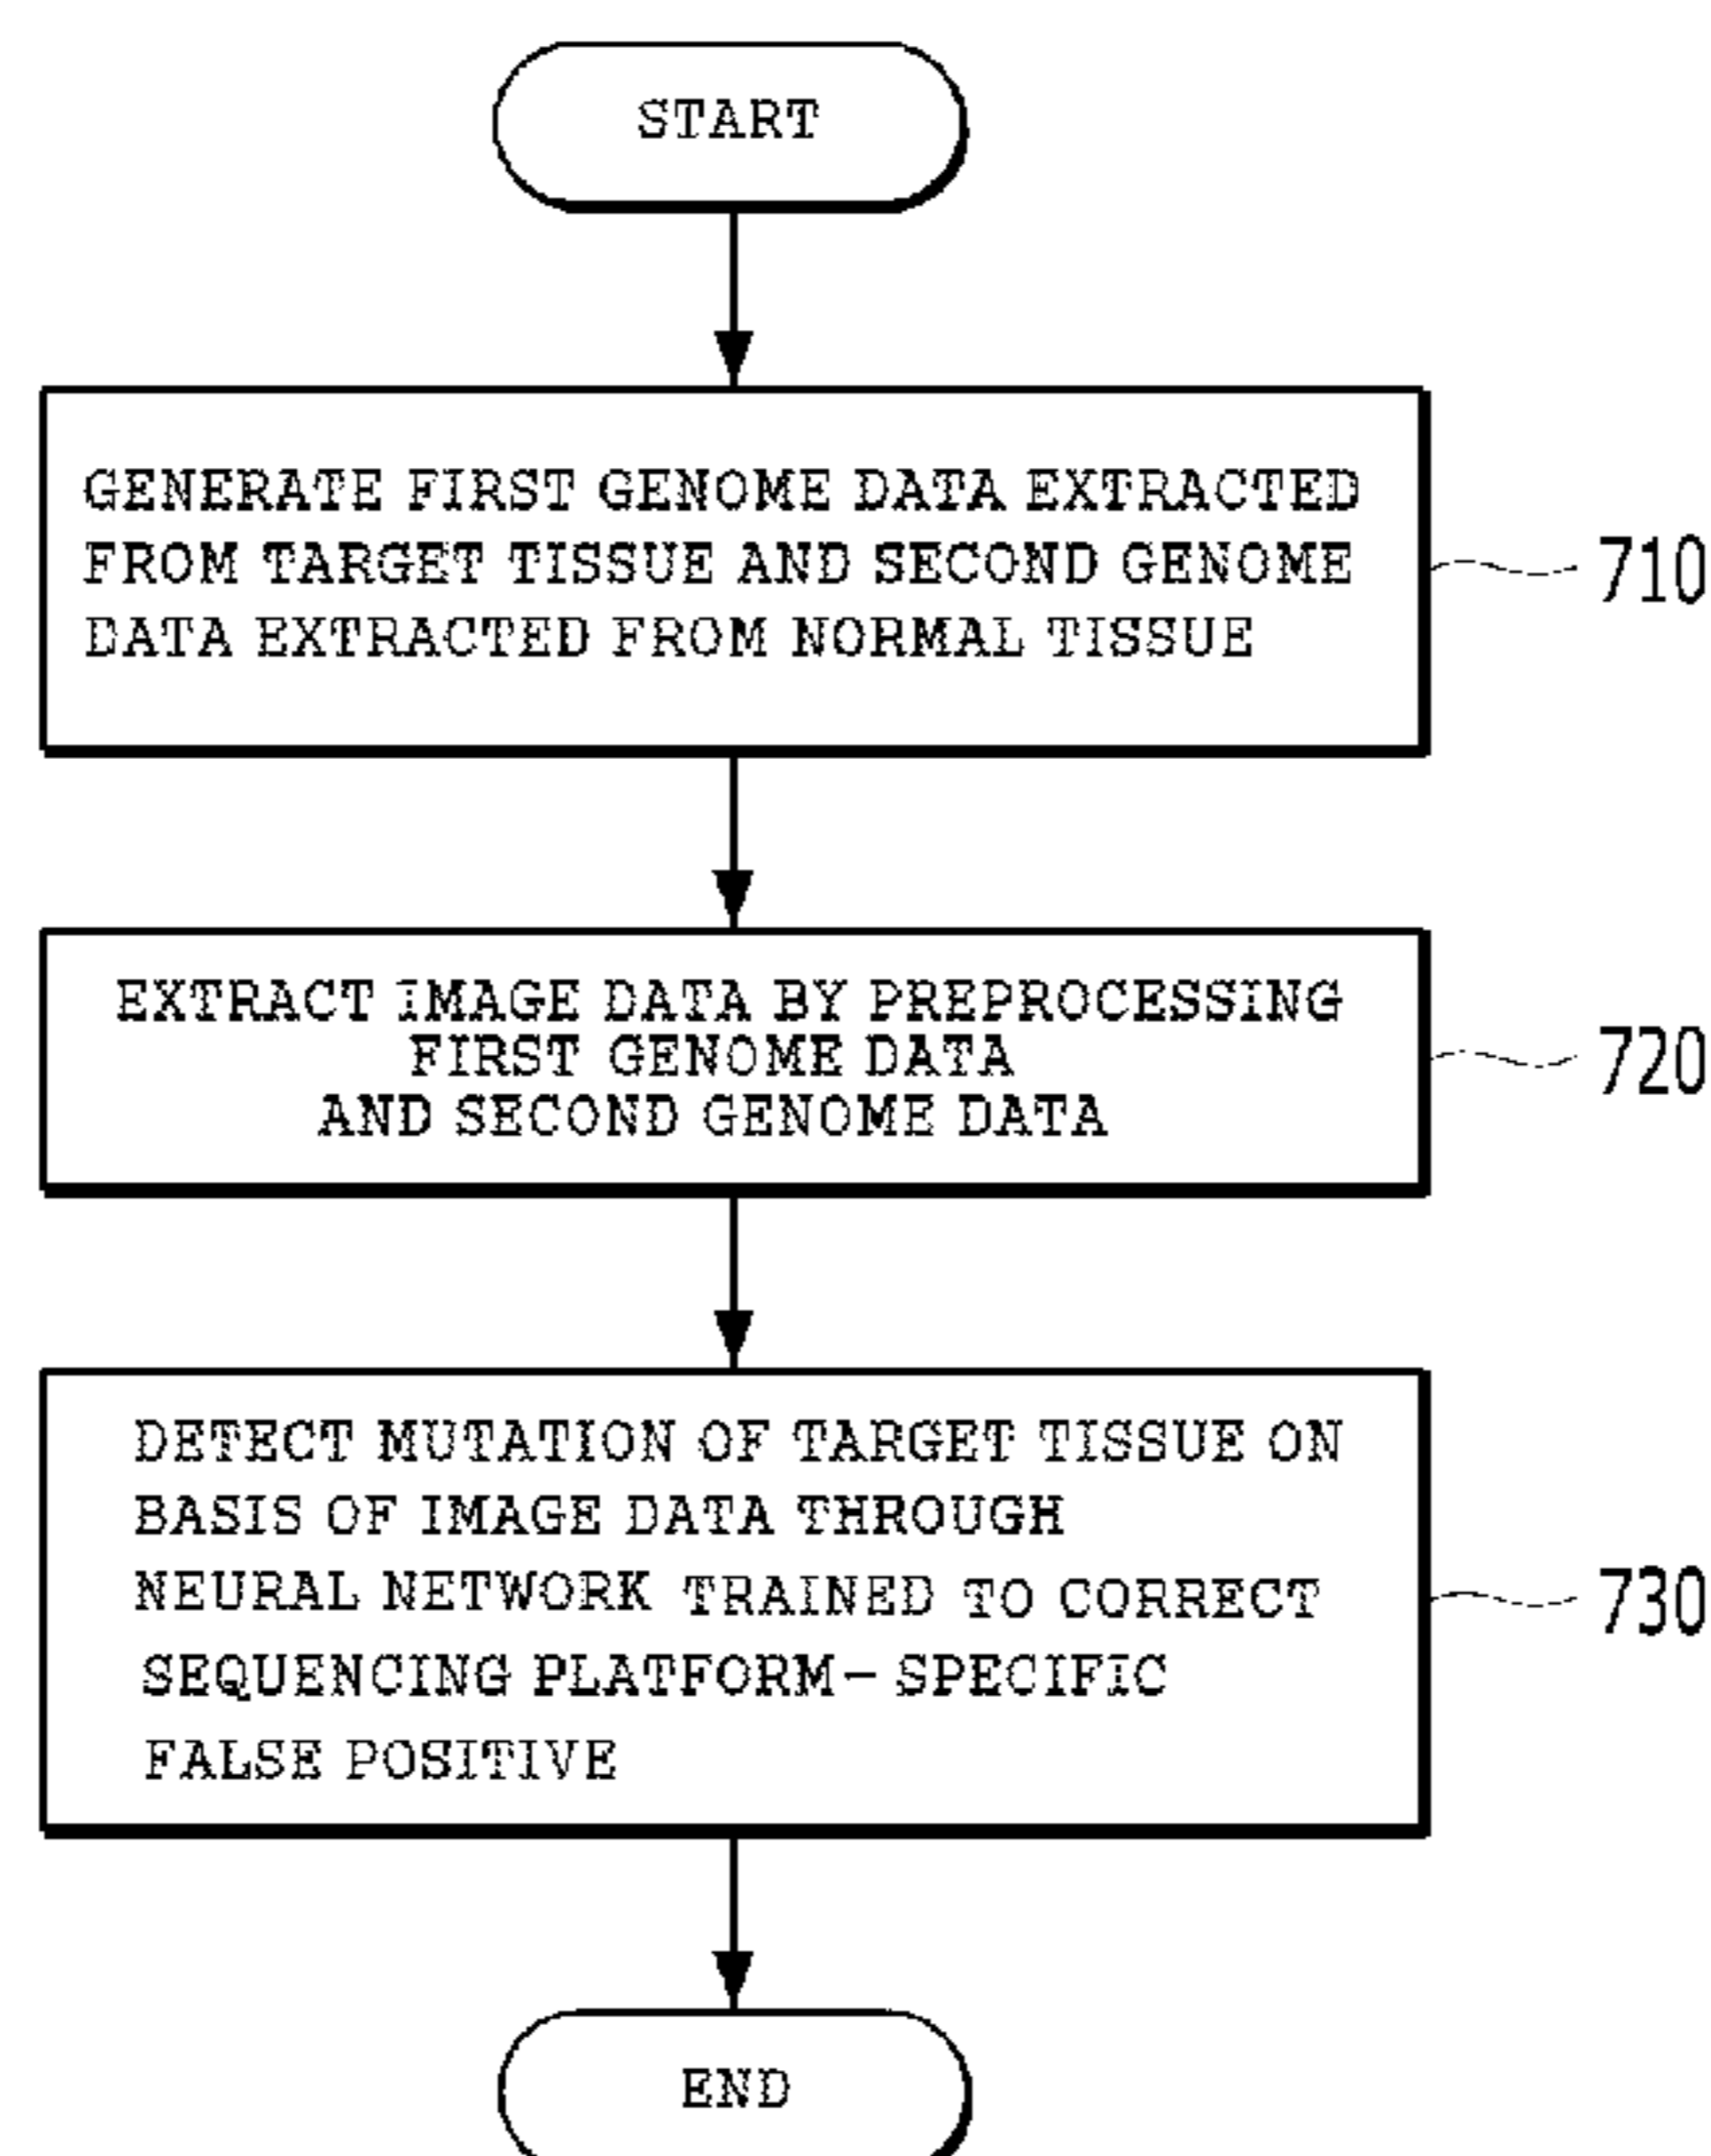 START
GENERATE FIRST GENOME DATA EXTRACTED
FROM TARGET TISSUE AND SECOND GENOME
DATA EXTRACTED FROM NORMAL TISSUE
710
EXTRACT IMAGE DATA BY PREPROCESSING
FIRST GENOME DATA
AND SECOND GENOME DATA
720
DETECT MUTATION OF TARGET TISSUE ON
BASIS OF IMAGE DATA THROUGH
NEURAL NETWORK TRAINED TO CORRECT
SEQUENCING PLATFORM-SPECIFIC
FALSE POSITIVE
730
END